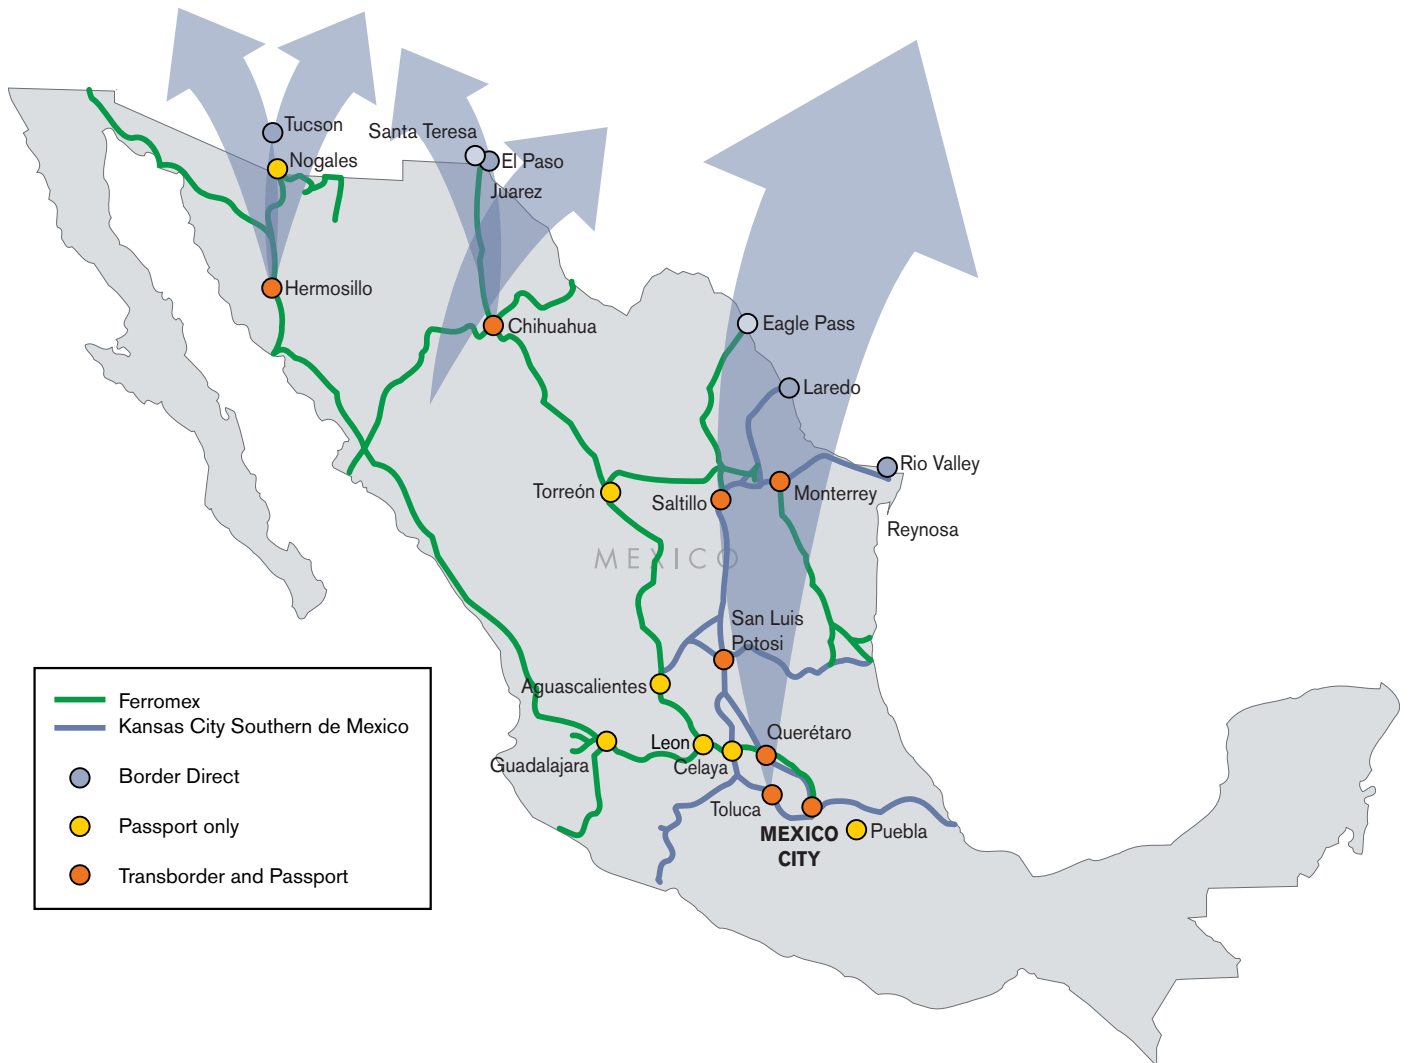 Tucson
Santa Teresa
Nogales
El Paso
Juarez
Hermosillo
Chihuahua
Eagle Pass
Laredo
Rio Valley
Torreón
Saltillo
Monterrey
Reynosa
MEXICO
San Luis
Potosi
Aguascalientes
Querétaro
Leon
Celaya
Guadalajara
Toluca
MEXICO
CITY
Puebla
Ferromex
Kansas City Southern de Mexico
Border Direct
Passport only
Transborder and Passport